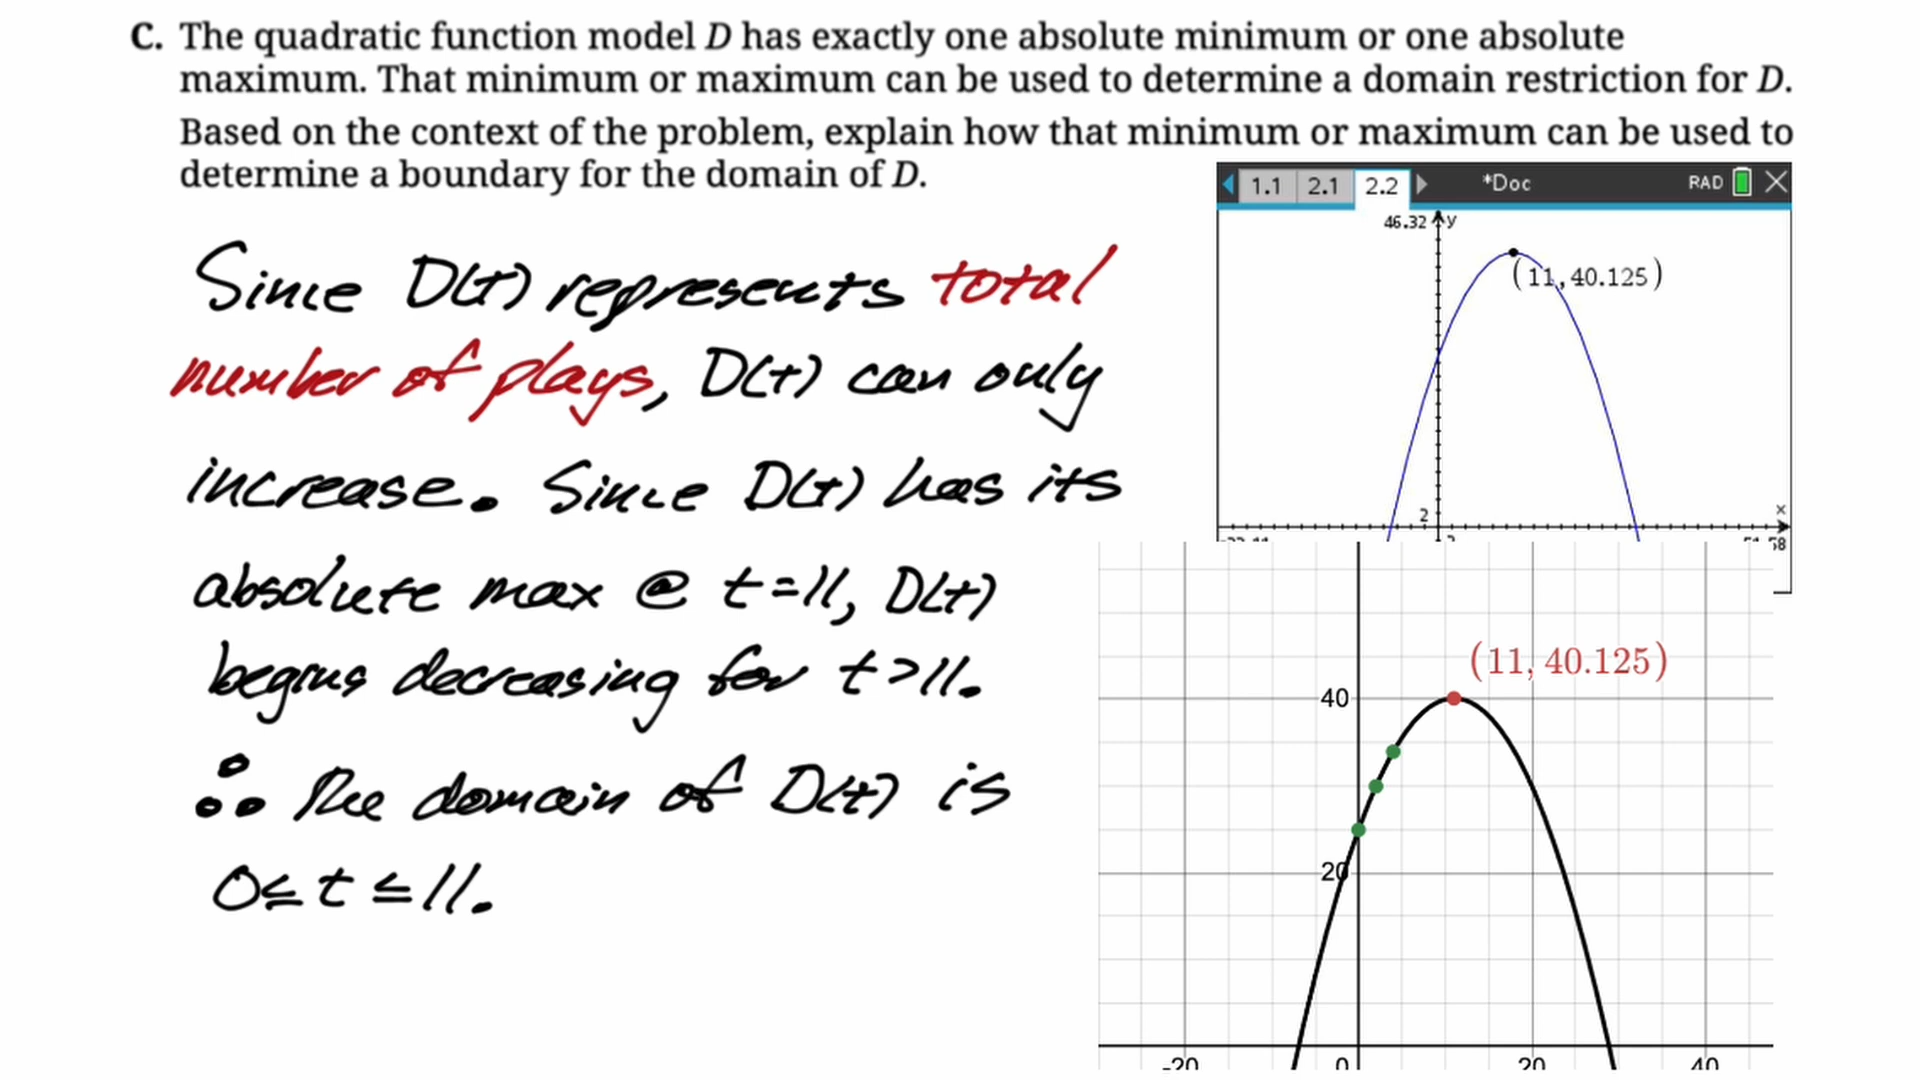 C. The quadratic function model D has exactly one absolute minimum or one absolute
maximum. That minimum or maximum can be used to determine a domain restriction for D.
Based on the context of the problem, explain how that minimum or maximum can be used to
determine a boundary for the domain of D.
Since D(t) represents total
number of plays, D(t) can only
increase. Since D(t) has its
absolute max @ t=11, D(t)
begins decreasing for t>11.
∴ The domain of D(t) is
0≤t≤11.
1.1 2.1 2.2 *Doc RAD
46.32 y
(11,40.125)
2
x
(11, 40.125)
40
20
-20 0 20 40